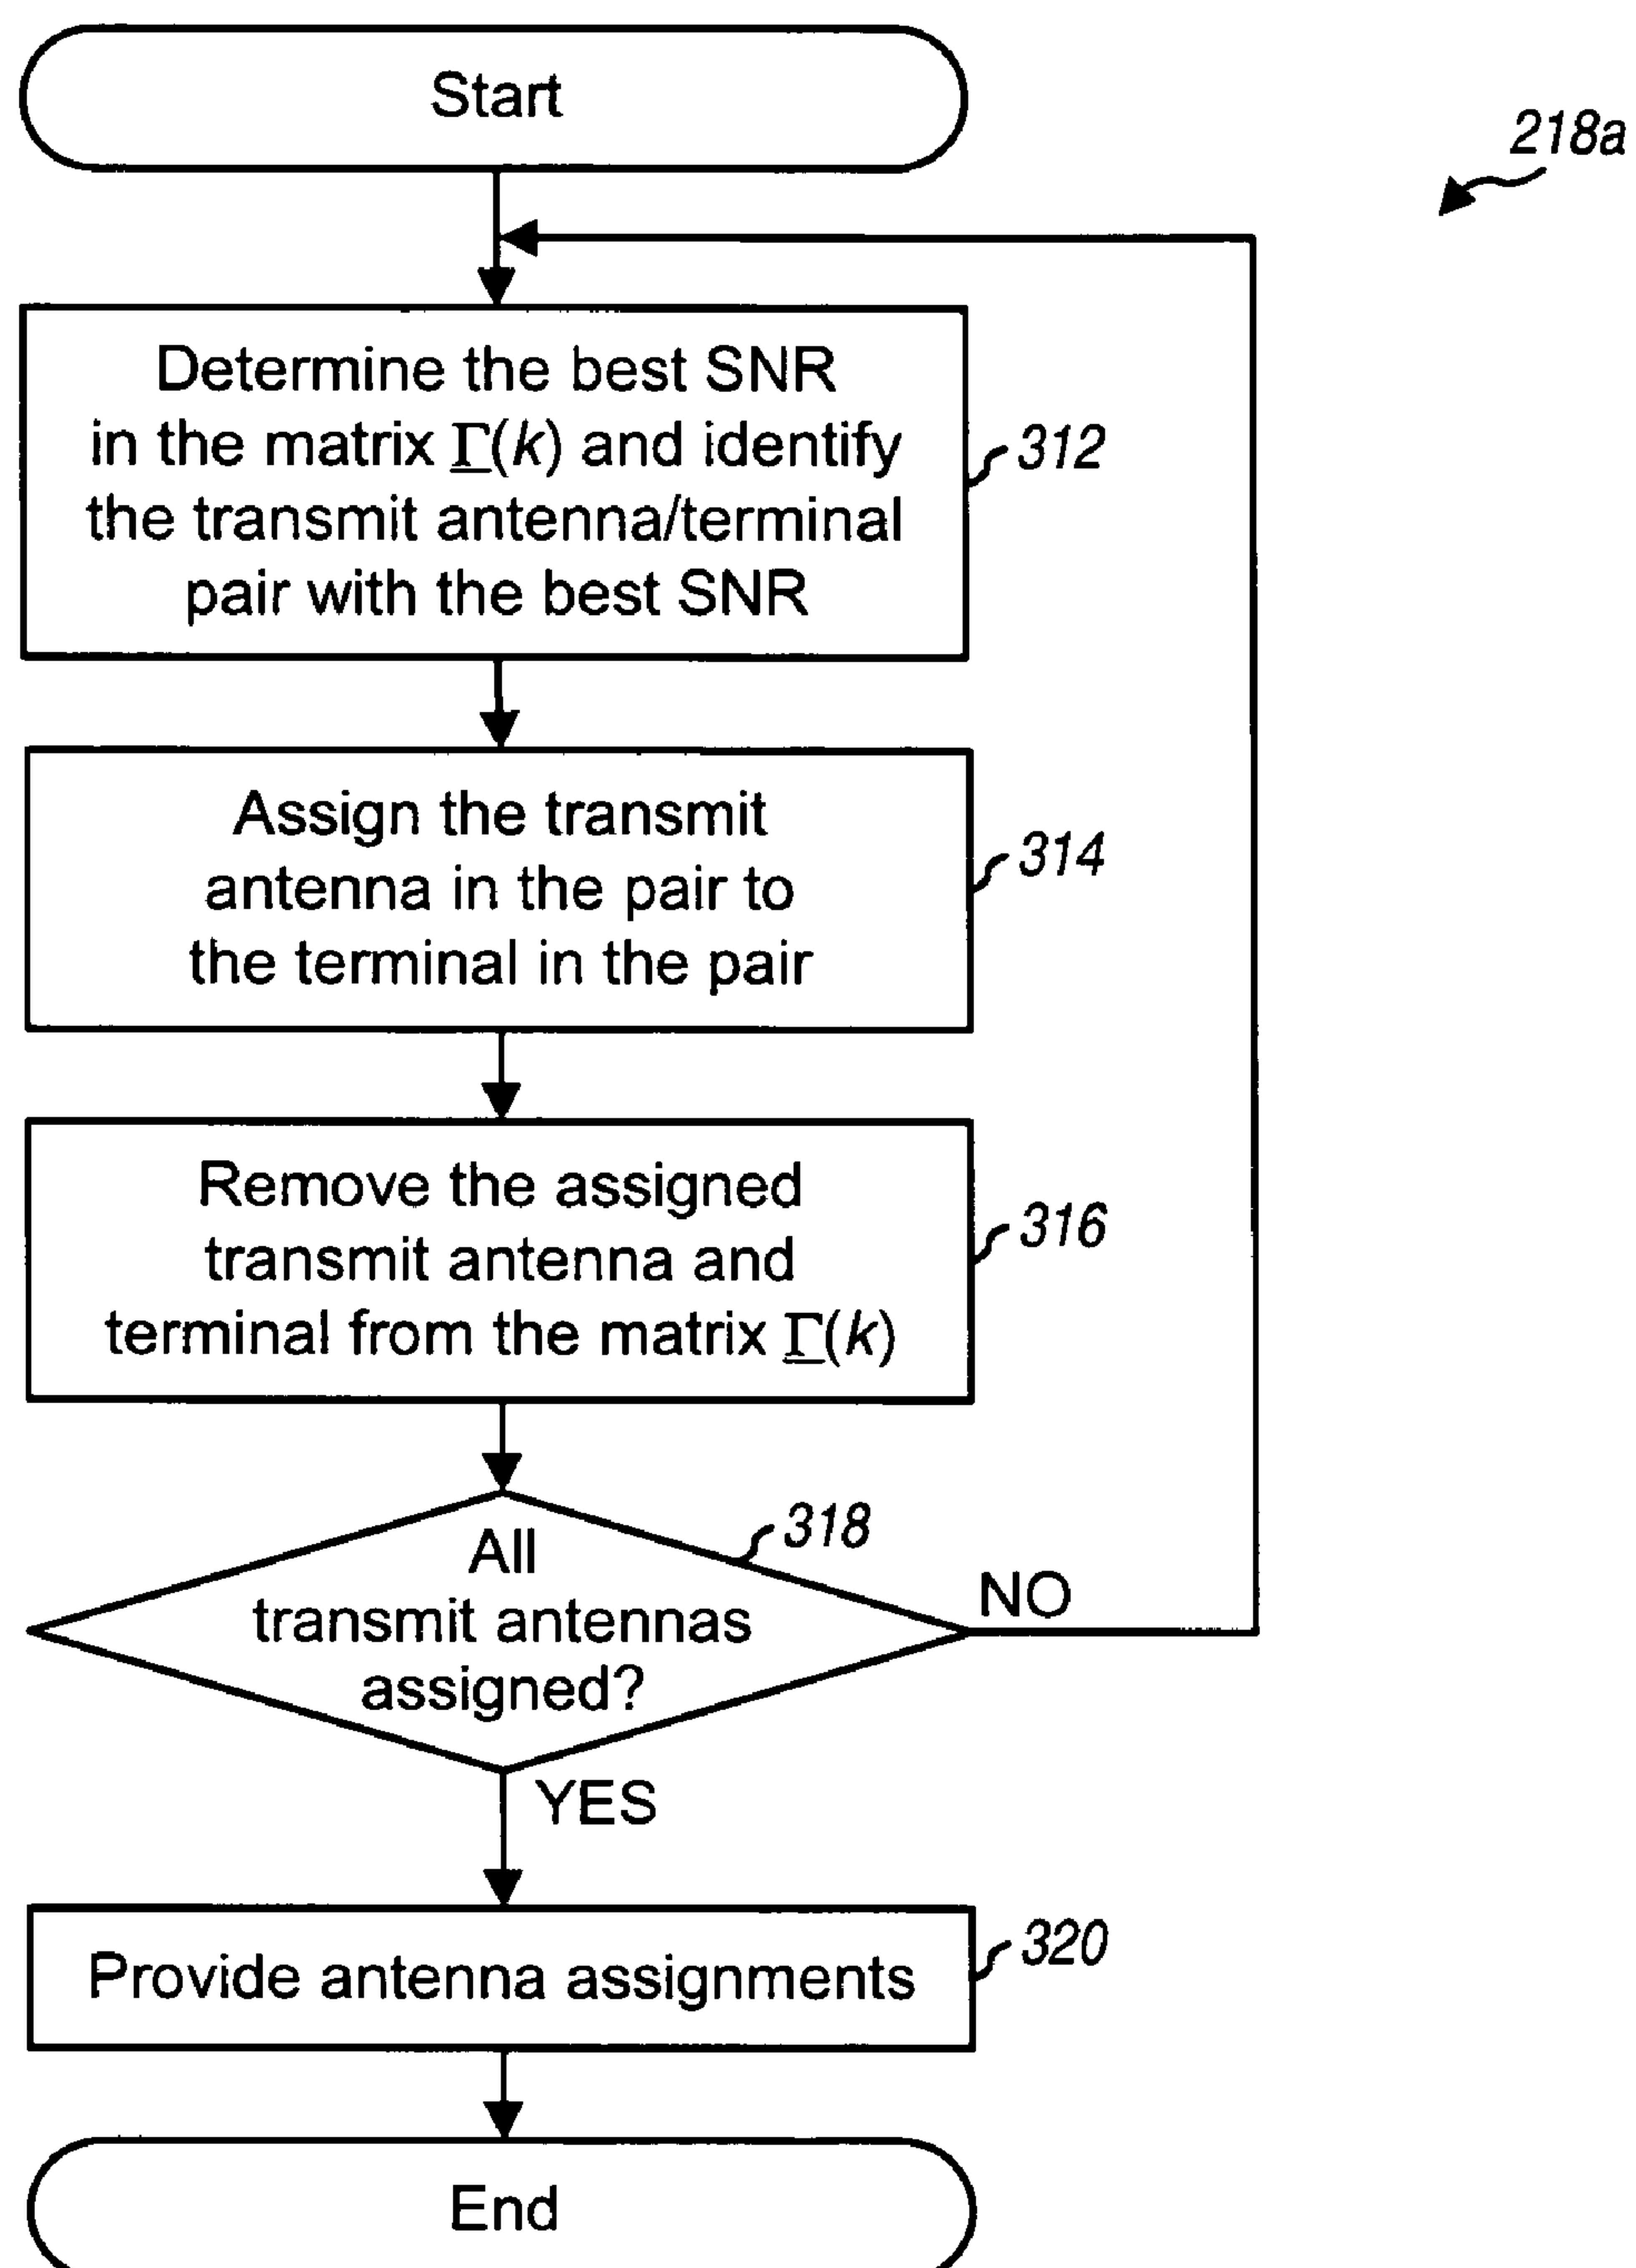 Start
218a
Determine the best SNR
in the matrix Γ(k) and identify
the transmit antenna/terminal
pair with the best SNR
312
Assign the transmit
antenna in the pair to
the terminal in the pair
314
Remove the assigned
transmit antenna and
terminal from the matrix Γ(k)
316
318
All
transmit antennas
assigned?
NO
YES
Provide antenna assignments
320
End